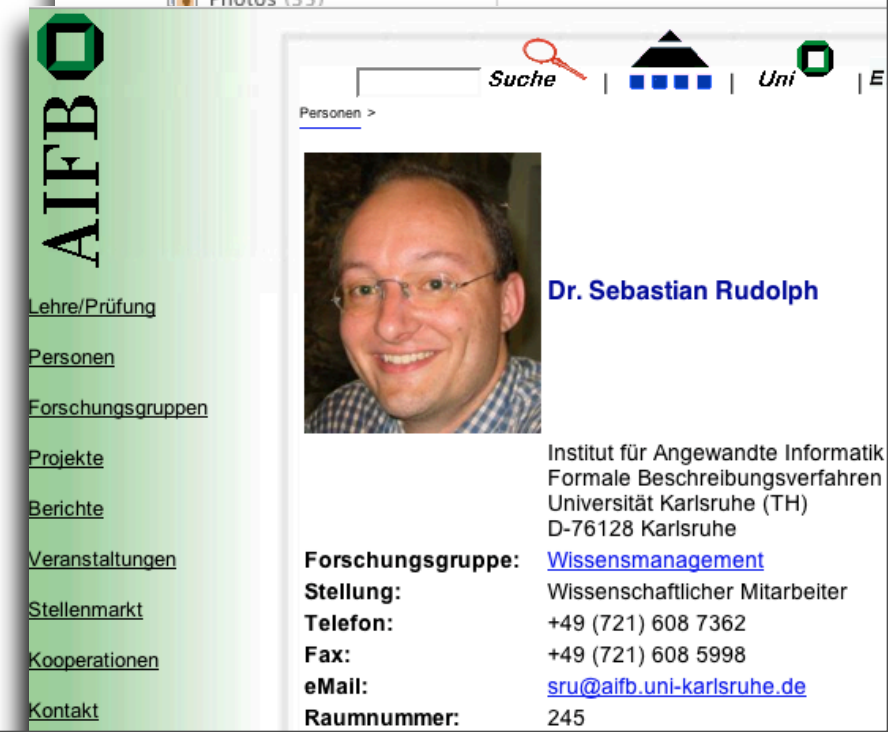 Photos (35)
AIFB
Suche | | Uni | E
Personen >
Dr. Sebastian Rudolph
Lehre/Prüfung
Personen
Forschungsgruppen
Projekte
Berichte
Veranstaltungen
Stellenmarkt
Kooperationen
Kontakt
Institut für Angewandte Informatik
Formale Beschreibungsverfahren
Universität Karlsruhe (TH)
D-76128 Karlsruhe
Forschungsgruppe: Wissensmanagement
Stellung: Wissenschaftlicher Mitarbeiter
Telefon: +49 (721) 608 7362
Fax: +49 (721) 608 5998
eMail: sru@aifb.uni-karlsruhe.de
Raumnummer: 245